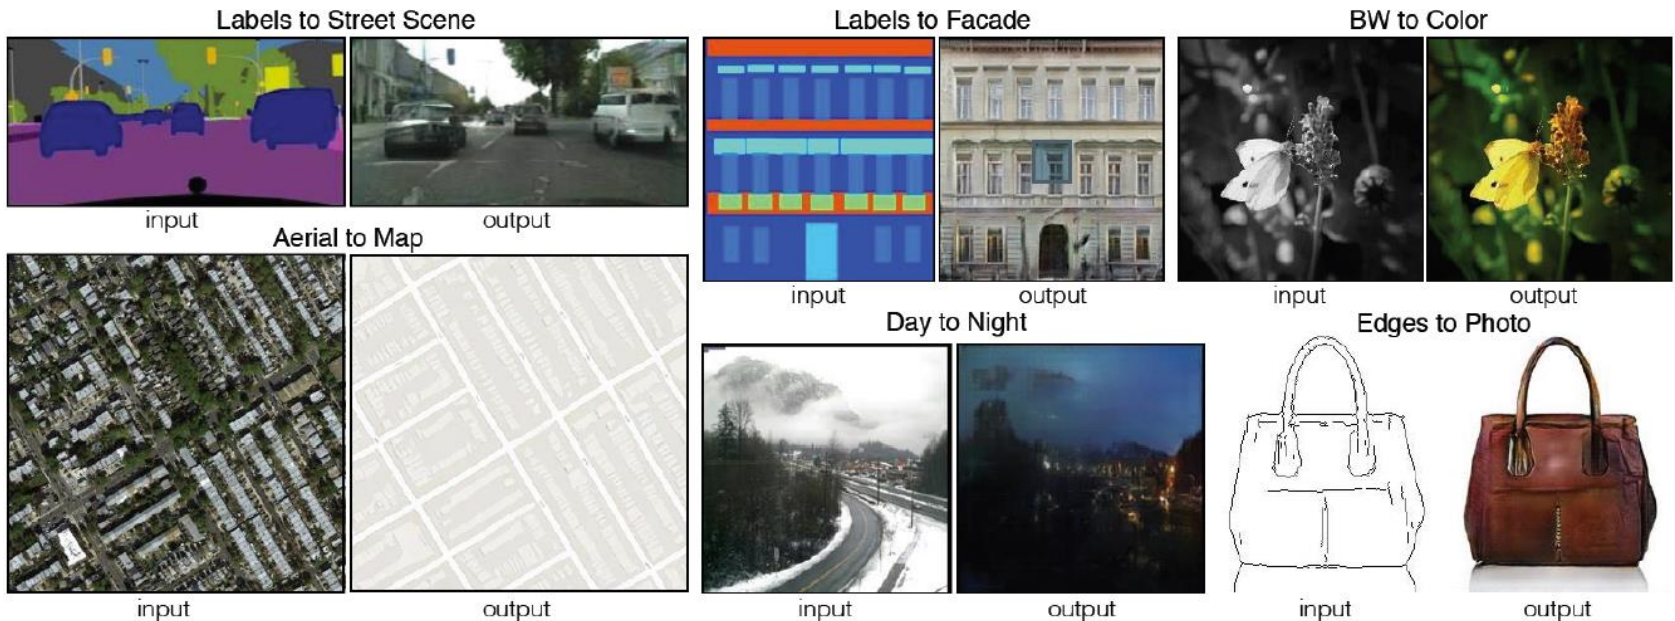 Labels to Street Scene
input
output
Aerial to Map
input
output
Labels to Facade
input
output
BW to Color
input
output
Day to Night
input
output
Edges to Photo
input
output